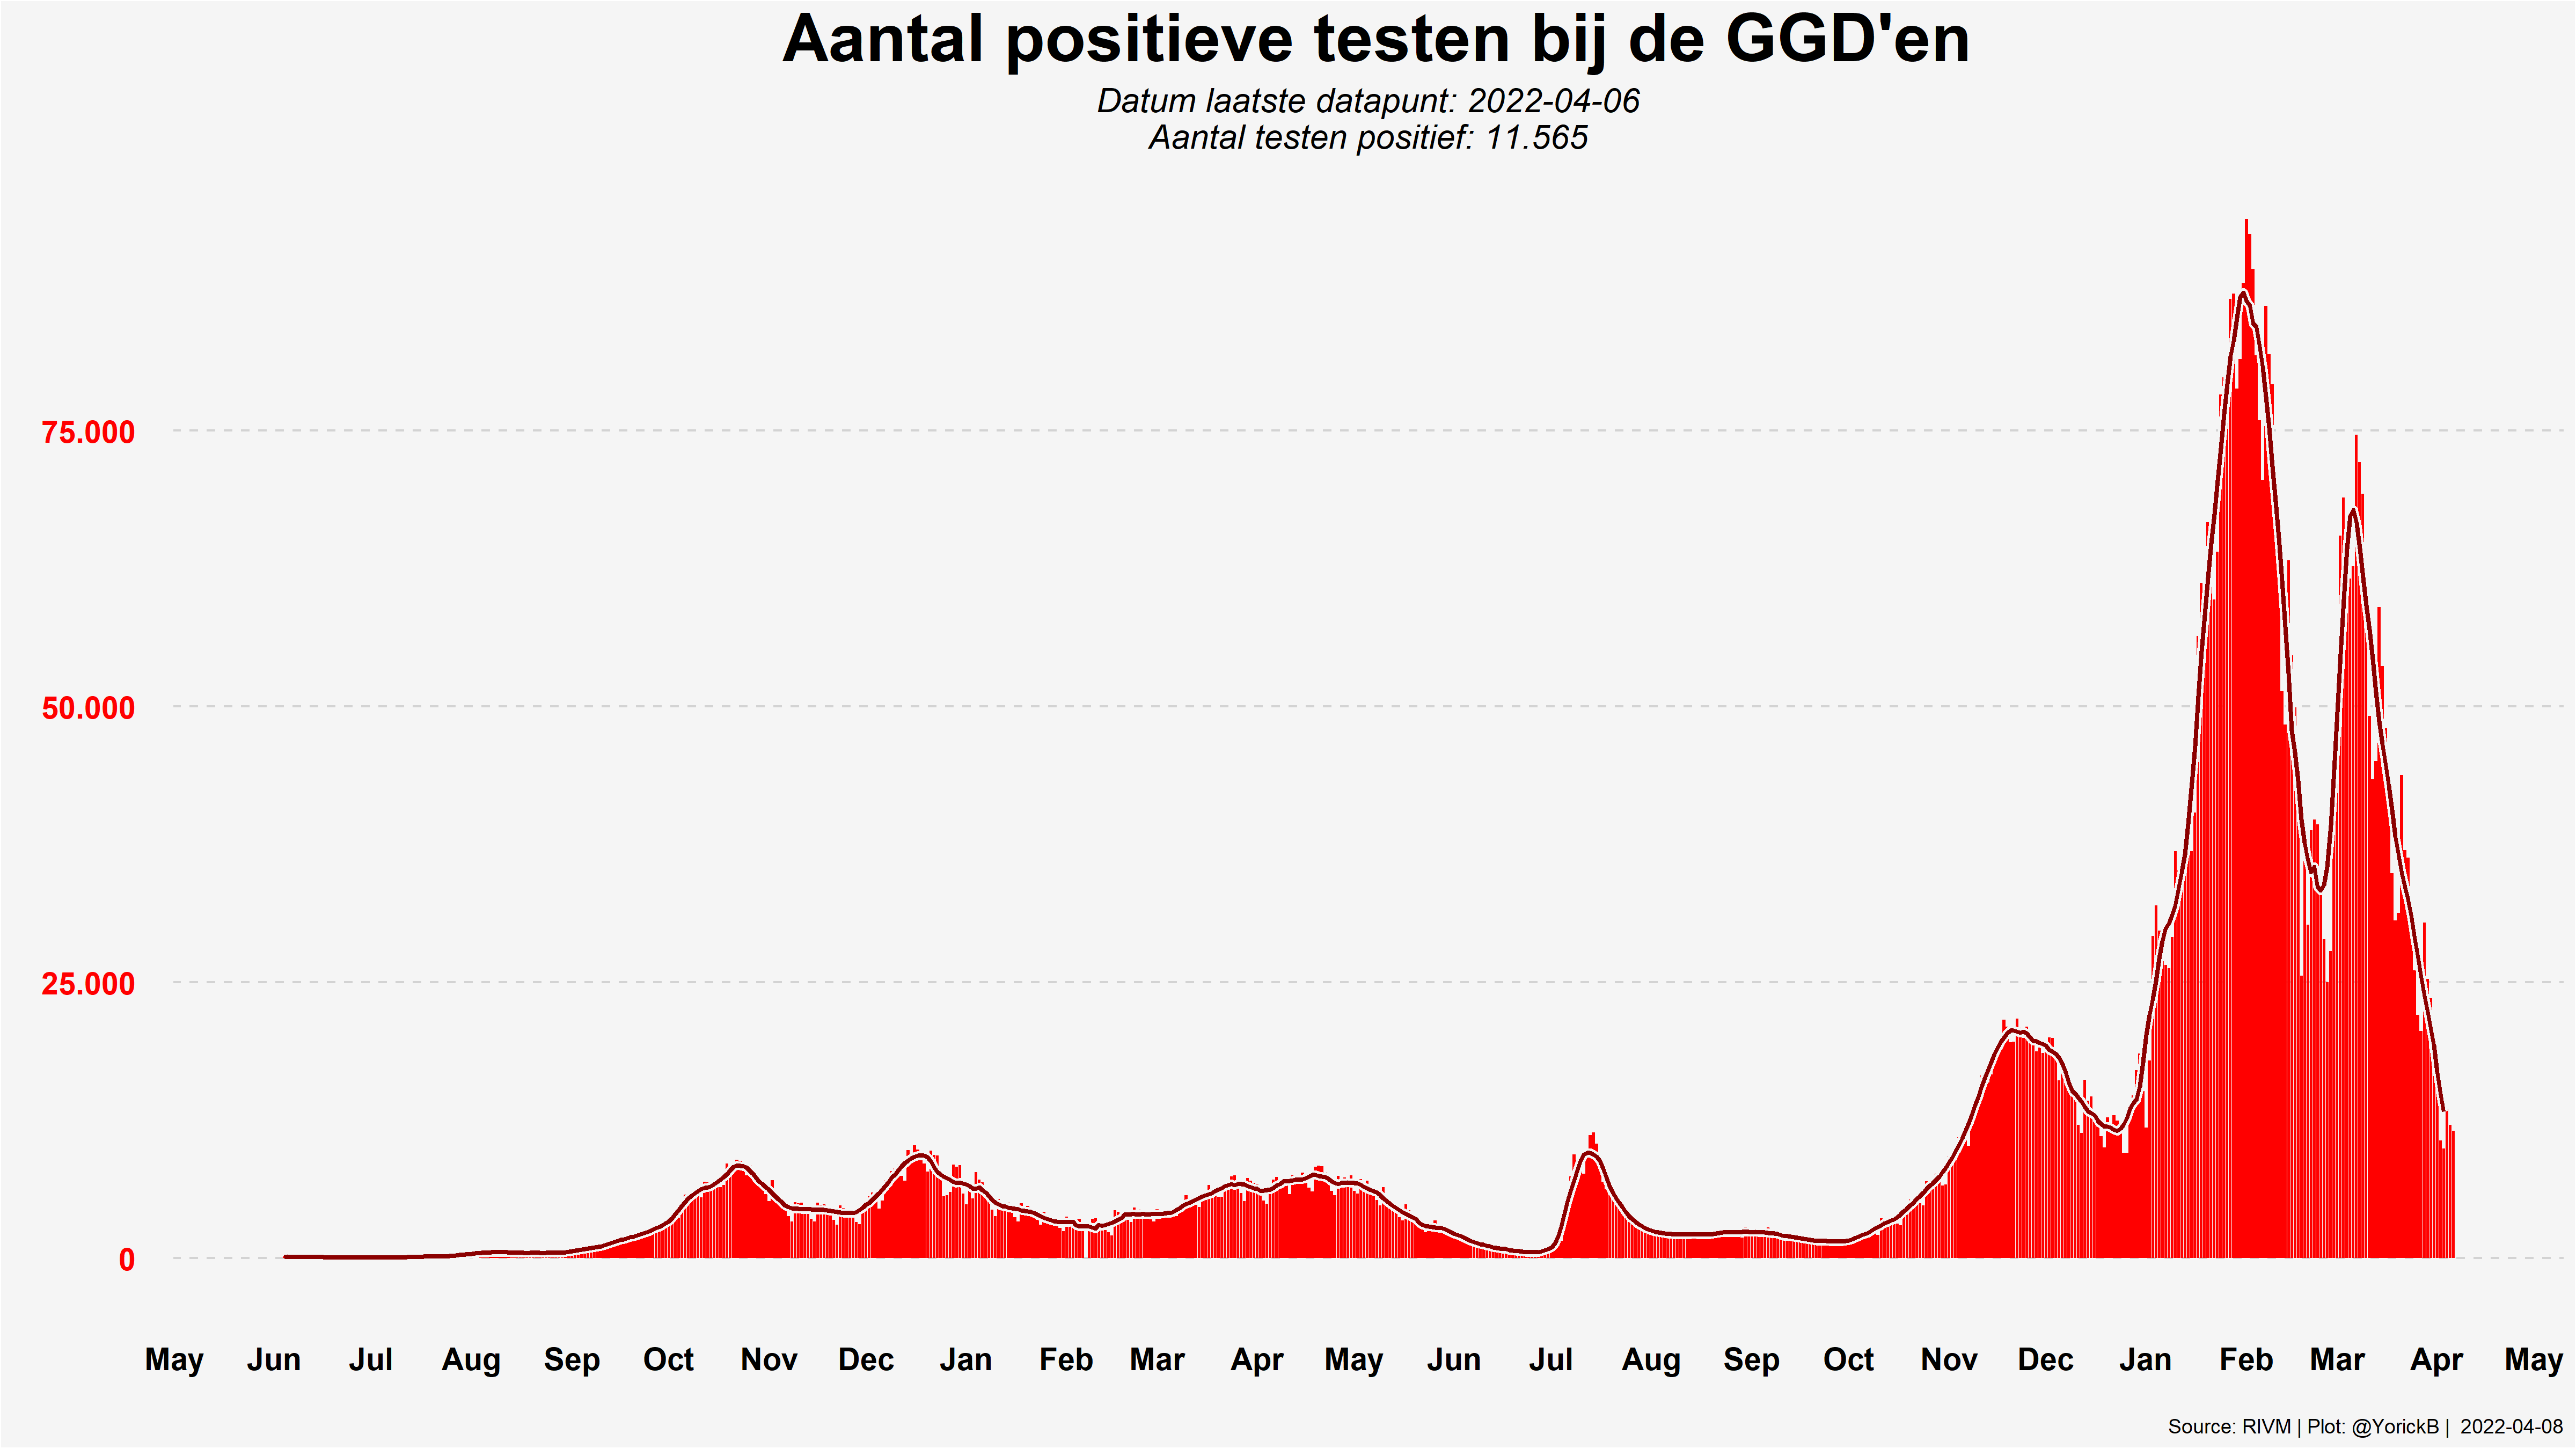 Aantal positieve testen bij de GGD'en
Datum laatste datapunt: 2022-04-06
Aantal testen positief: 11.565
75.000
50.000
25.000
0
May Jun Jul Aug Sep Oct Nov Dec Jan Feb Mar Apr May Jun Jul Aug Sep Oct Nov Dec Jan Feb Mar Apr May
Source: RIVM | Plot: @YorickB | 2022-04-08